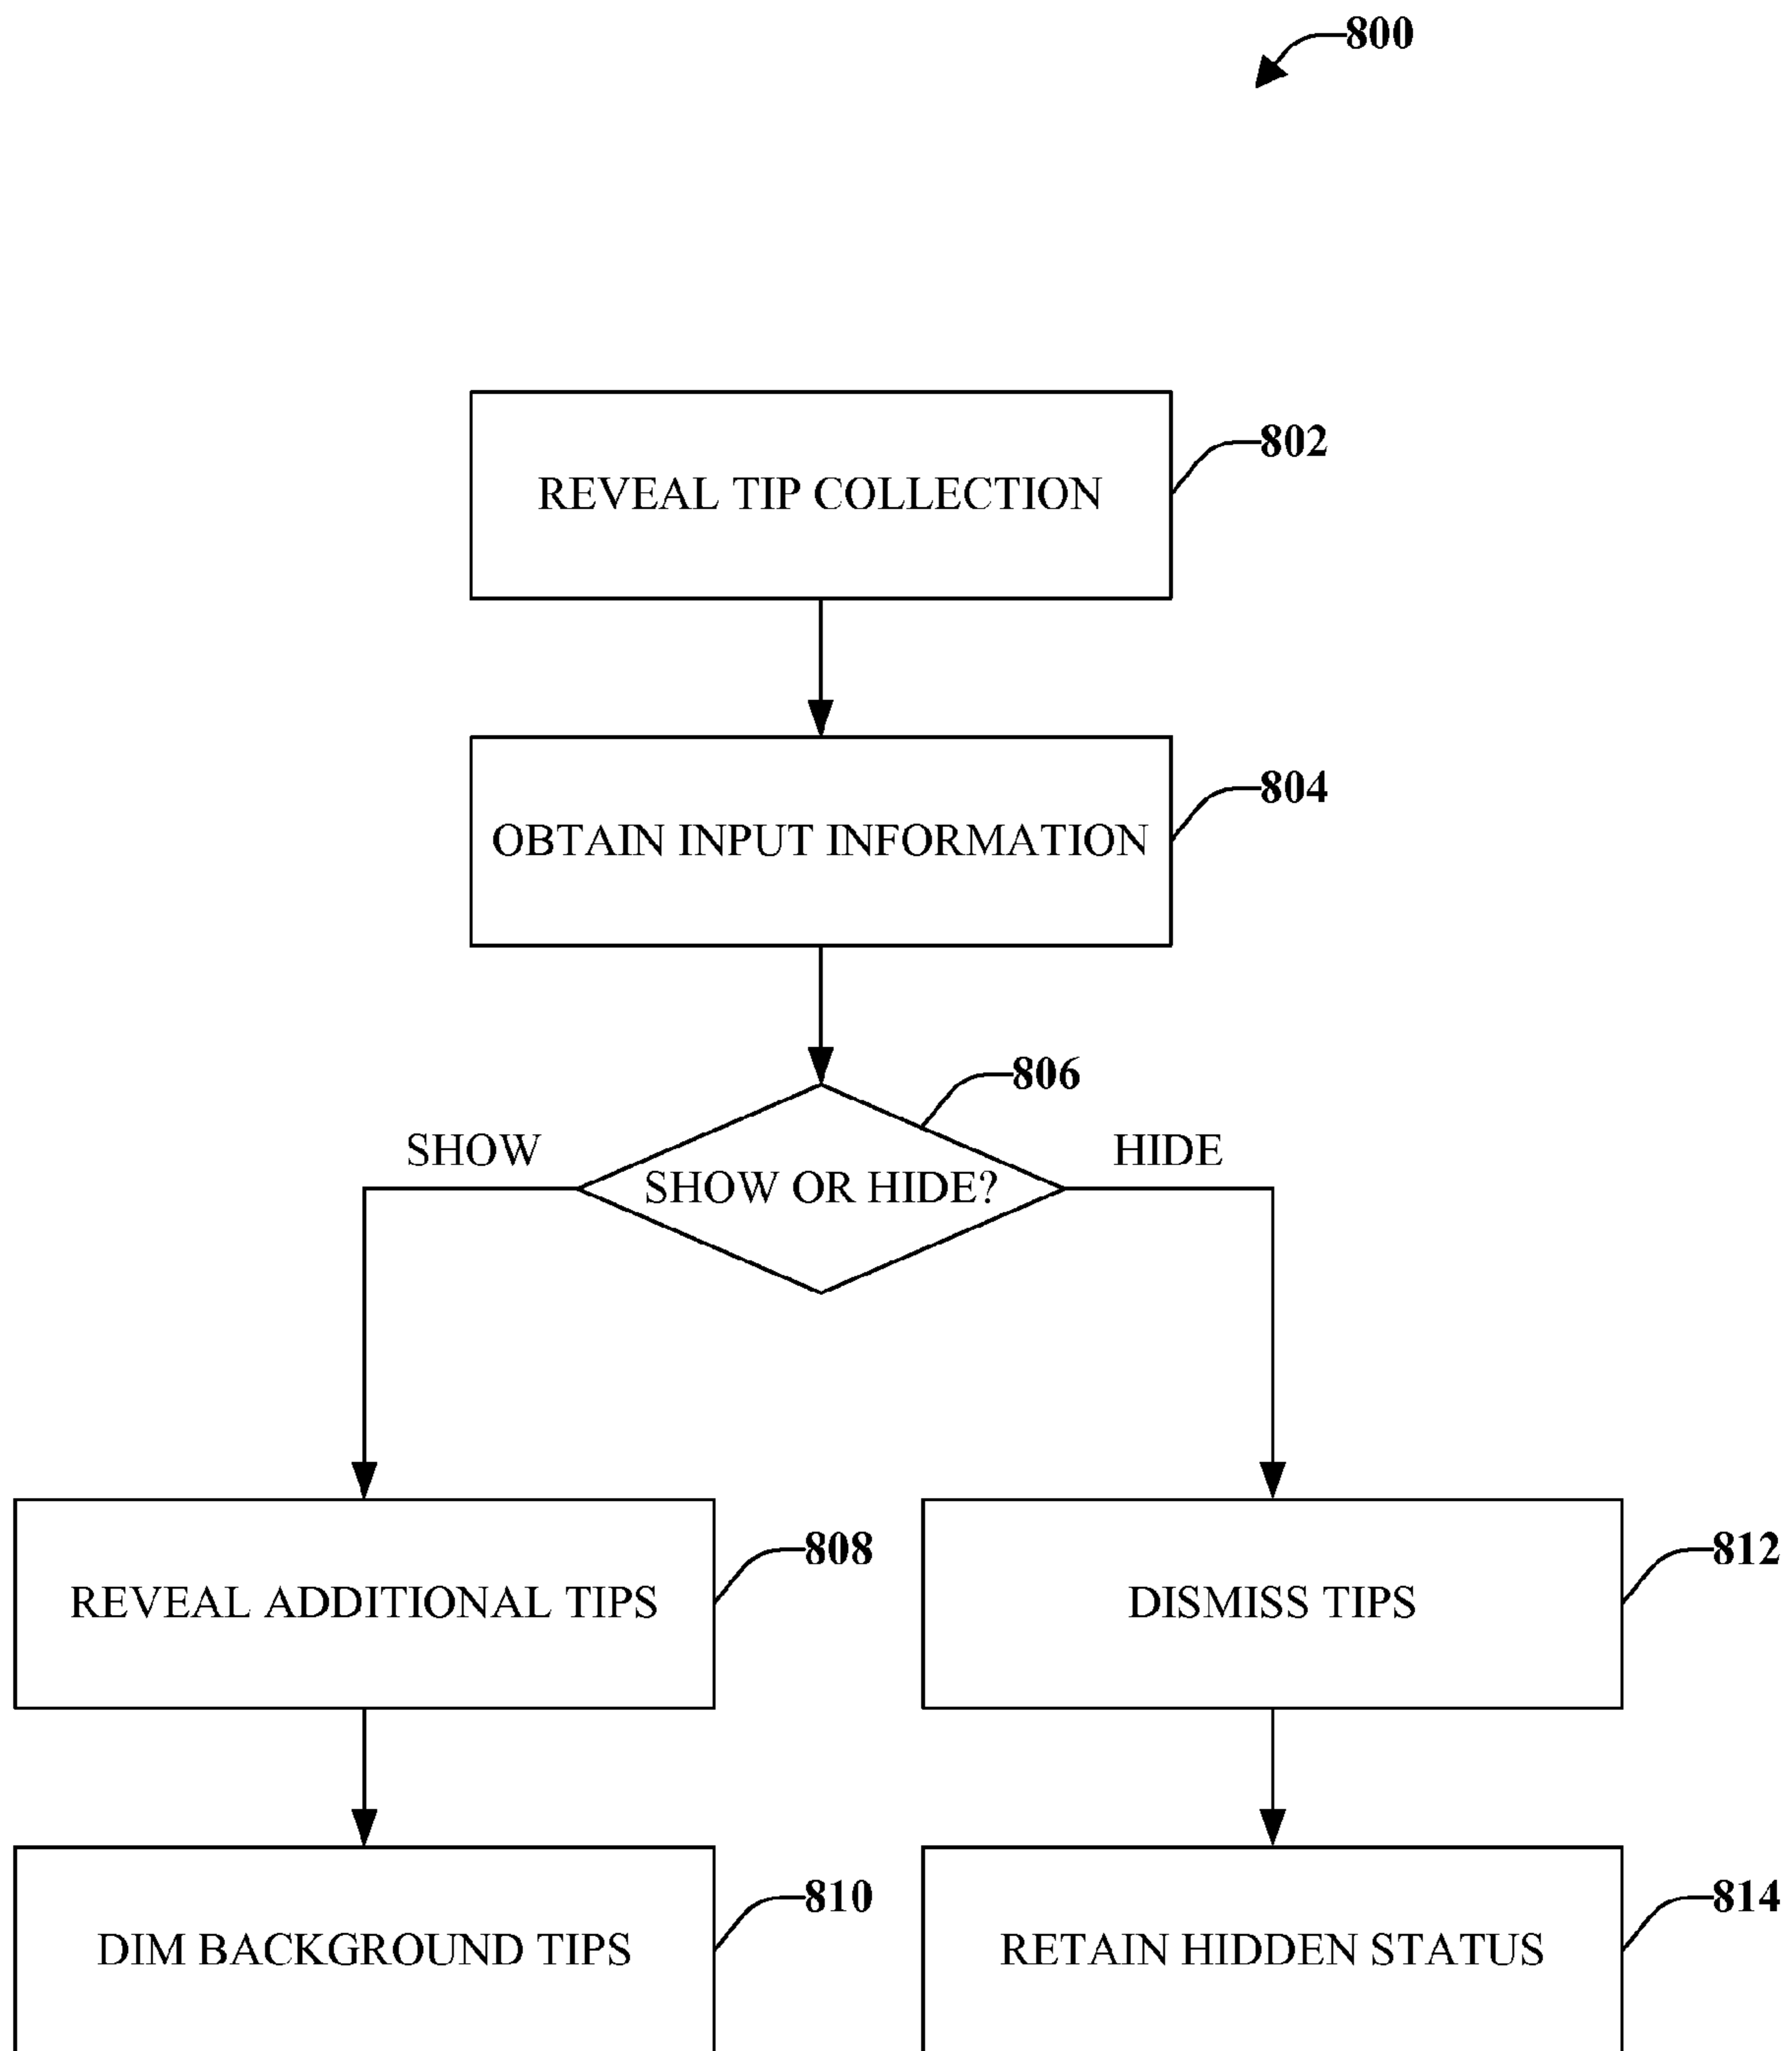 800
REVEAL TIP COLLECTION
802
OBTAIN INPUT INFORMATION
804
806
SHOW
SHOW OR HIDE?
HIDE
REVEAL ADDITIONAL TIPS
808
DISMISS TIPS
812
DIM BACKGROUND TIPS
810
RETAIN HIDDEN STATUS
814